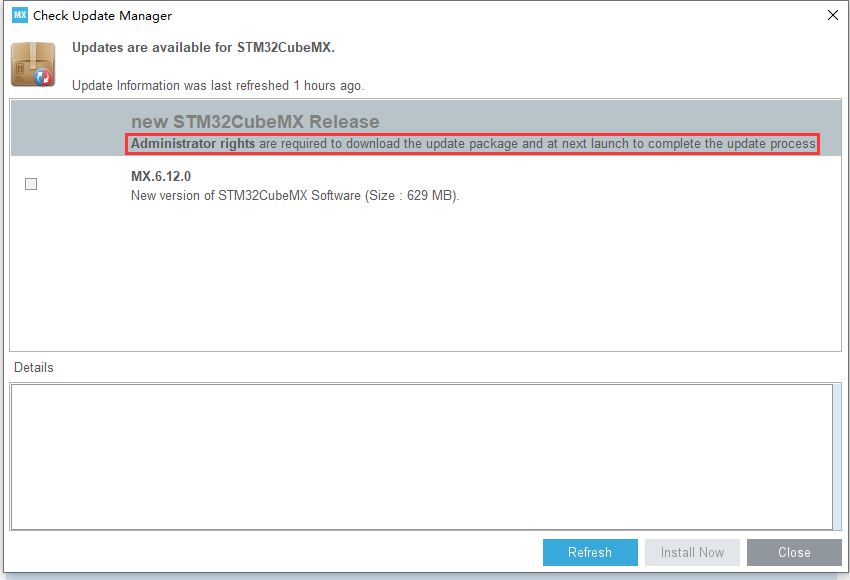 MX Check Update Manager
Updates are available for STM32CubeMX.
Update Information was last refreshed 1 hours ago.
new STM32CubeMX Release
Administrator rights are required to download the update package and at next launch to complete the update process
MX.6.12.0
New version of STM32CubeMX Software (Size : 629 MB).
Details
Refresh Install Now Close